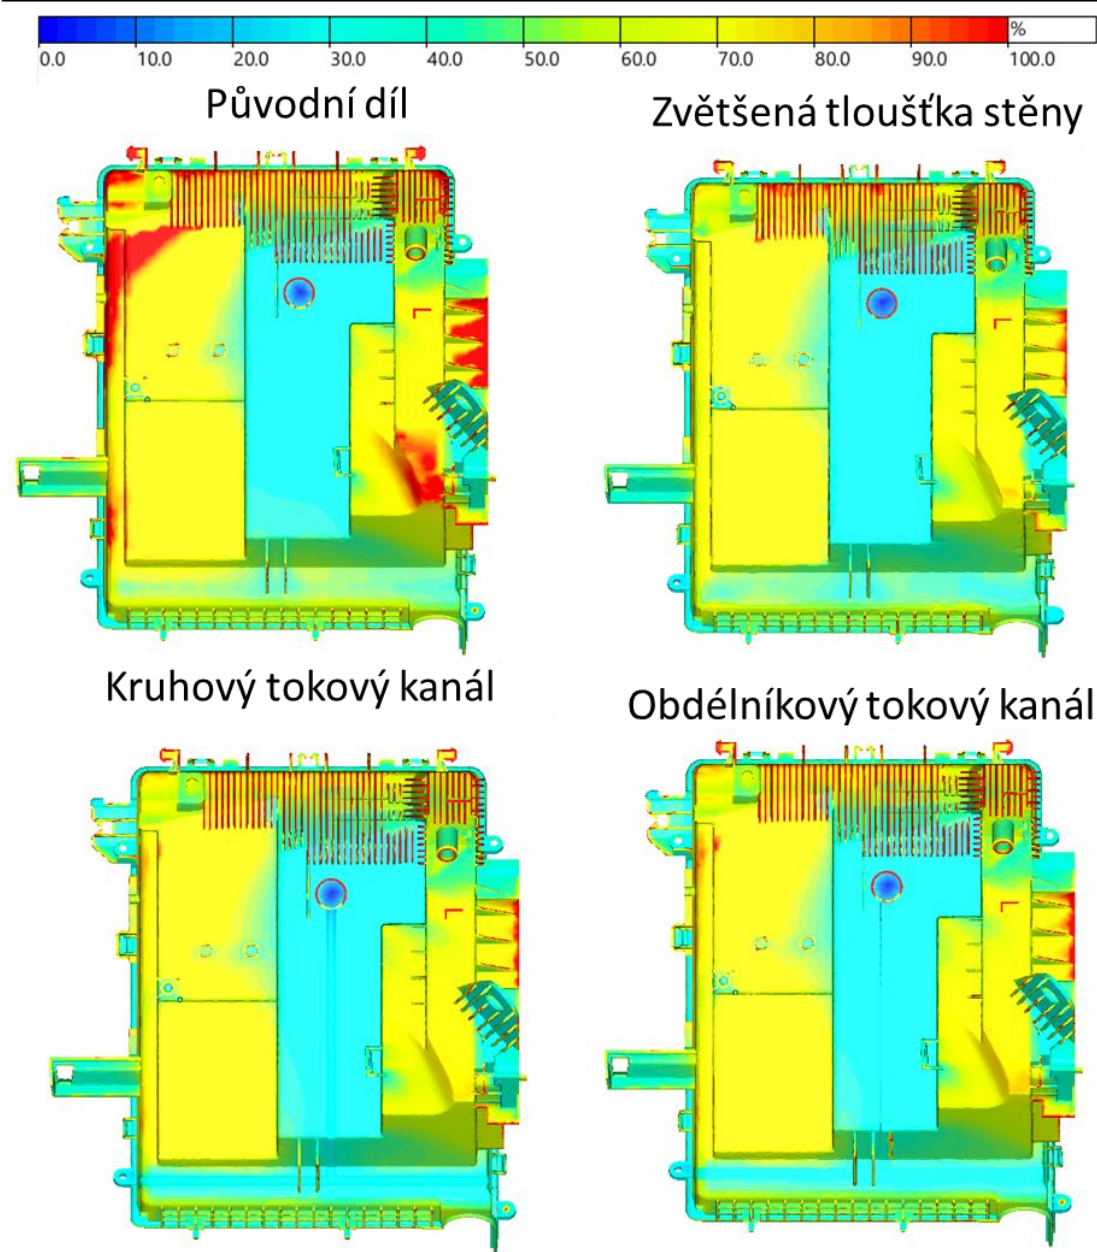 %
0.0 10.0 20.0 30.0 40.0 50.0 60.0 70.0 80.0 90.0 100.0
Původní díl
Zvětšená tloušťka stěny
Kruhový tokový kanál
Obdélníkový tokový kanál